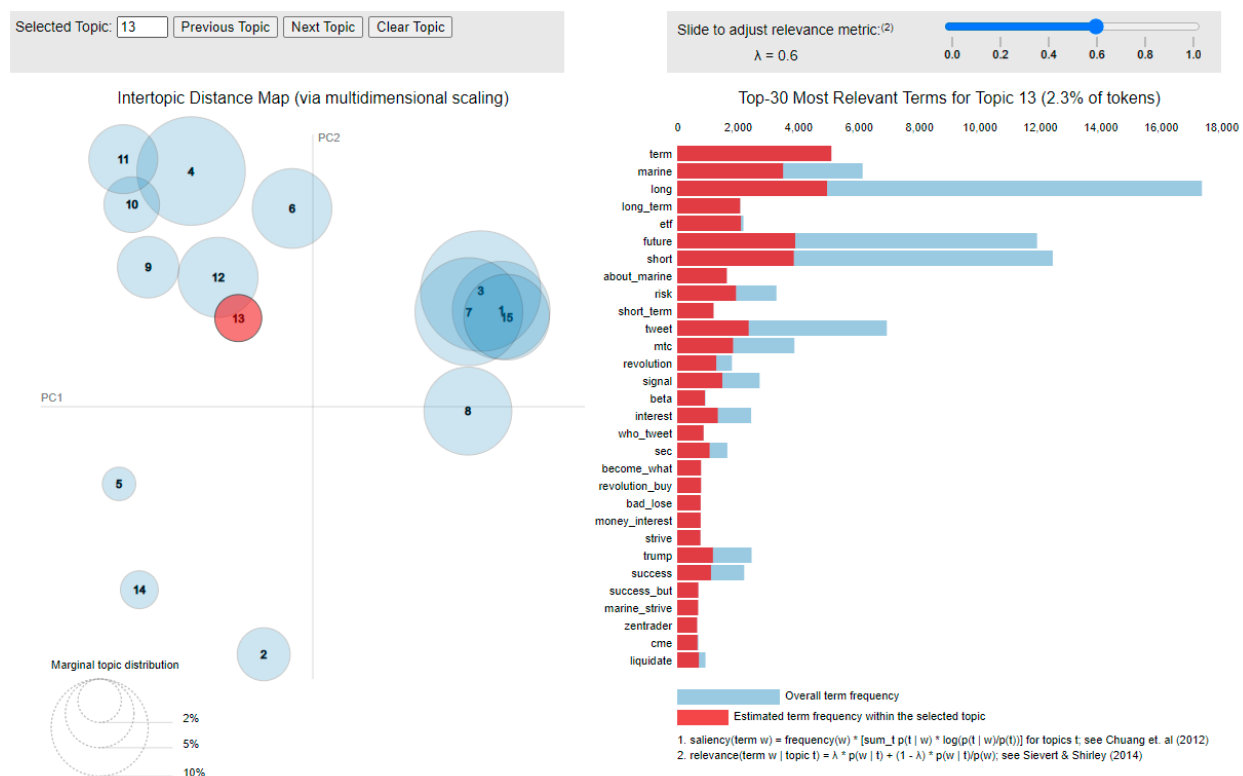 Selected Topic: 13 Previous Topic Next Topic Clear Topic
Slide to adjust relevance metric:(2)
λ = 0.6
0.0 0.2 0.4 0.6 0.8 1.0
Intertopic Distance Map (via multidimensional scaling)
PC2
PC1
11
4
10
6
9
12
13
3
7
1
15
8
5
14
2
Marginal topic distribution
2%
5%
10%
Top-30 Most Relevant Terms for Topic 13 (2.3% of tokens)
0 2,000 4,000 6,000 8,000 10,000 12,000 14,000 16,000 18,000
term
marine
long
long_term
etf
future
short
about_marine
risk
short_term
tweet
mtc
revolution
signal
beta
interest
who_tweet
sec
become_what
revolution_buy
bad_lose
money_interest
strive
trump
success
success_but
marine_strive
zentrader
cme
liquidate
Overall term frequency
Estimated term frequency within the selected topic
1. saliency(term w) = frequency(w) * [sum_t p(t | w) * log(p(t | w)/p(t))] for topics t; see Chuang et. al (2012)
2. relevance(term w | topic t) = λ * p(w | t) + (1 - λ) * p(w | t)/p(w); see Sievert & Shirley (2014)